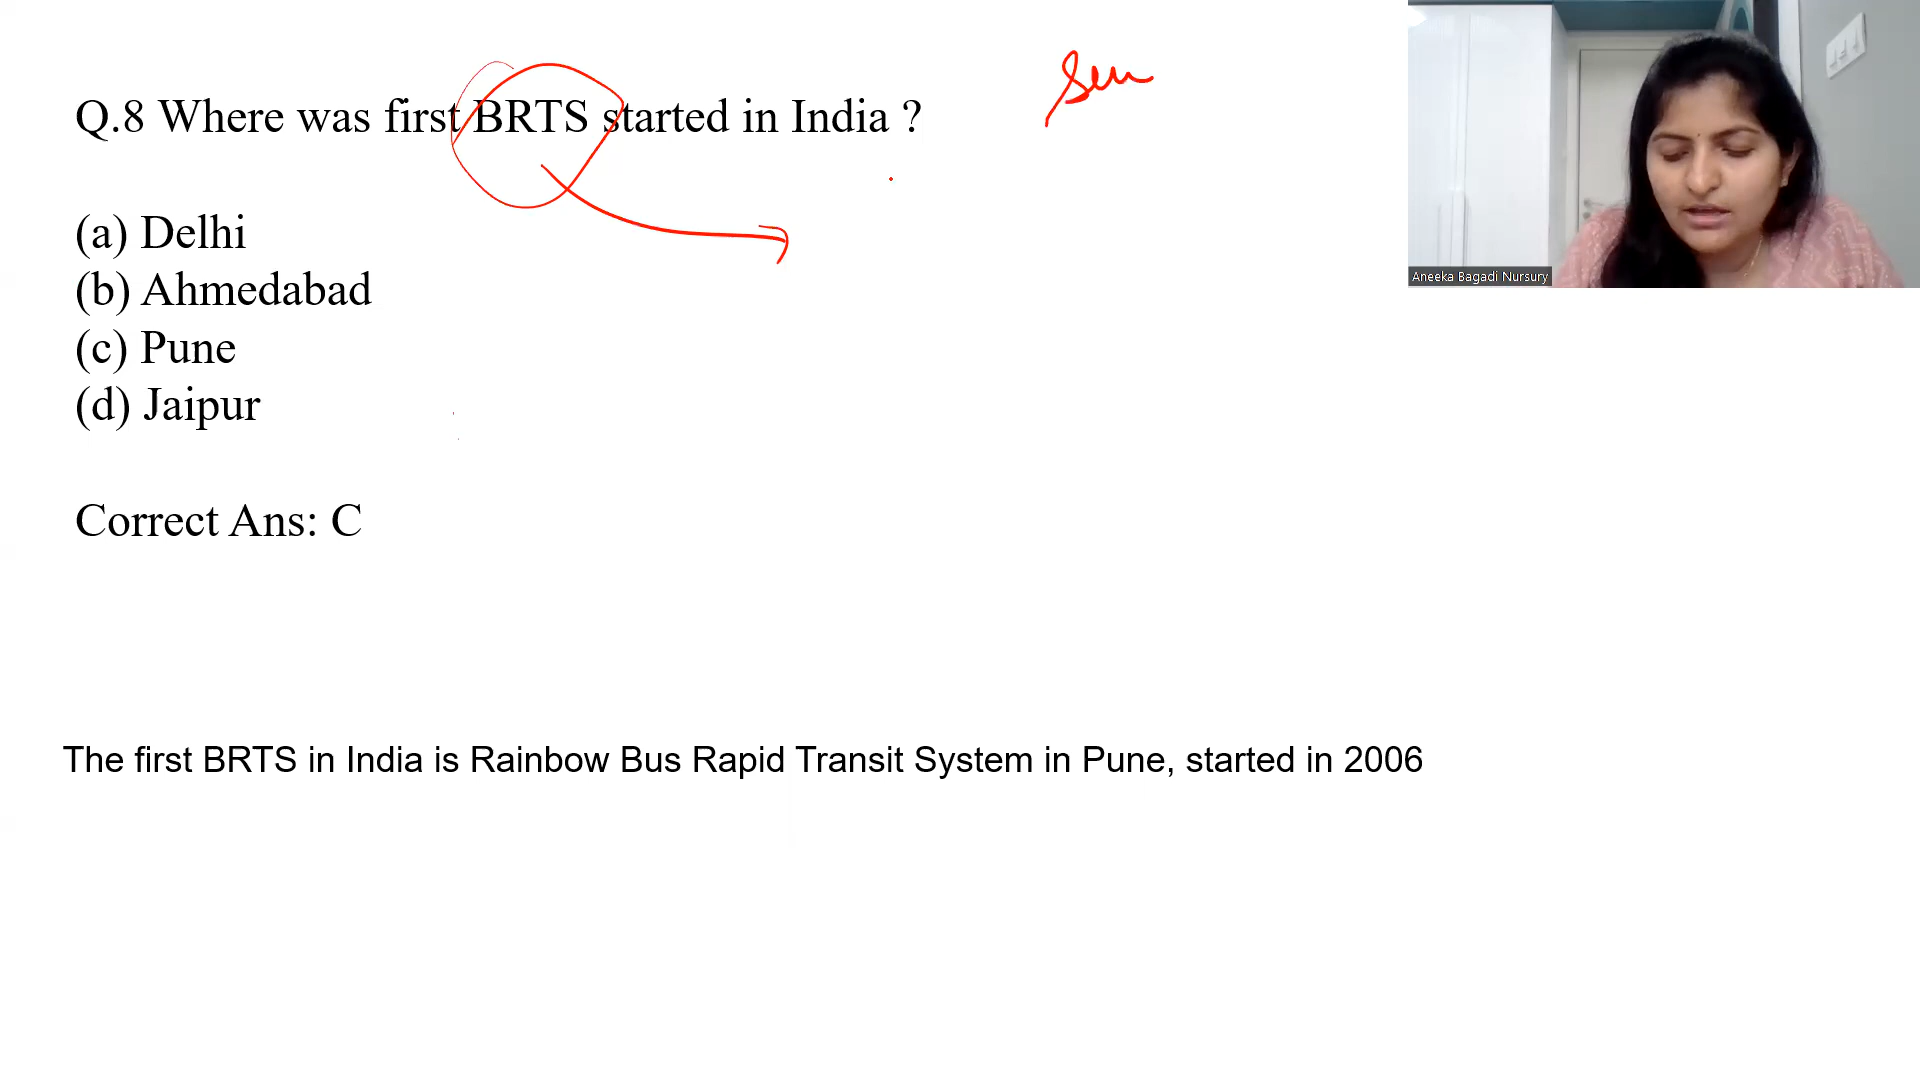 Q.8 Where was first BRTS started in India ?
(a) Delhi
(b) Ahmedabad
(c) Pune
(d) Jaipur
Correct Ans: C
The first BRTS in India is Rainbow Bus Rapid Transit System in Pune, started in 2006
Aneeka Bagadi Nursury